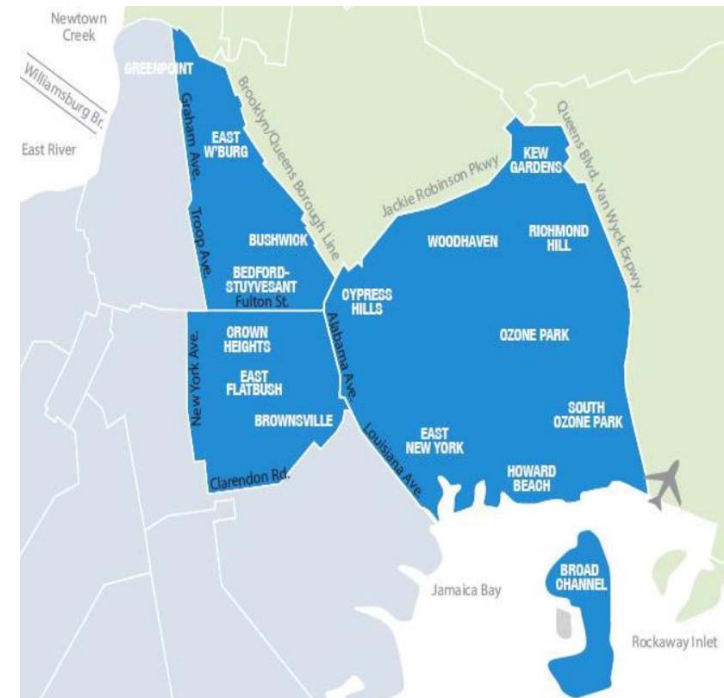 Newtown
Creek
Williamsburg Br.
East River
GREENPOINT
Graham Ave.
EAST
W'BURG
Brooklyn/Queens Borough Line
Troop Ave.
BUSHWICK
BEDFORD-
STUYVESANT
Fulton St.
Jackie Robinson Pkwy
KEW
GARDENS
Queens Blvd. Van Wyck Expwy.
WOODHAVEN
RICHMOND
HILL
CYPRESS
HILLS
OZONE PARK
New York Ave.
CROWN
HEIGHTS
Alabama Ave.
EAST
FLATBUSH
BROWNSVILLE
SOUTH
OZONE PARK
Louisiana Ave.
EAST
NEW YORK
Clarendon Rd.
HOWARD
BEACH
BROAD
CHANNEL
Jamaica Bay
Rockaway Inlet